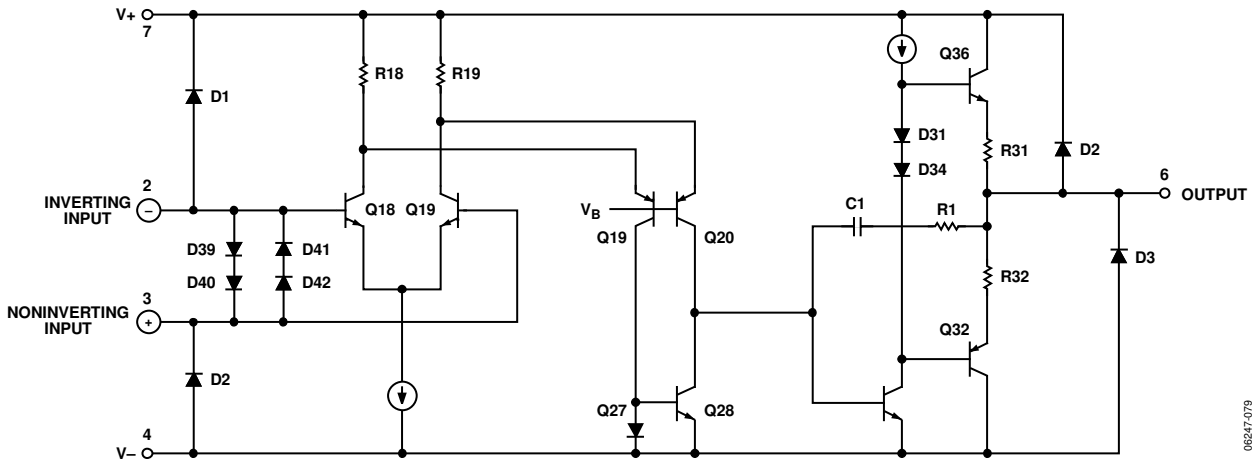 V+
7
Q36
R18
R19
D1
D31
R31
D2
D34
2
6
INVERTING
INPUT
−
OUTPUT
Q18
Q19
C1
R1
VB
D39
D41
Q19
Q20
D3
D40
D42
R32
3
NONINVERTING
INPUT
+
Q32
D2
Q27
Q28
4
V−
06247-079